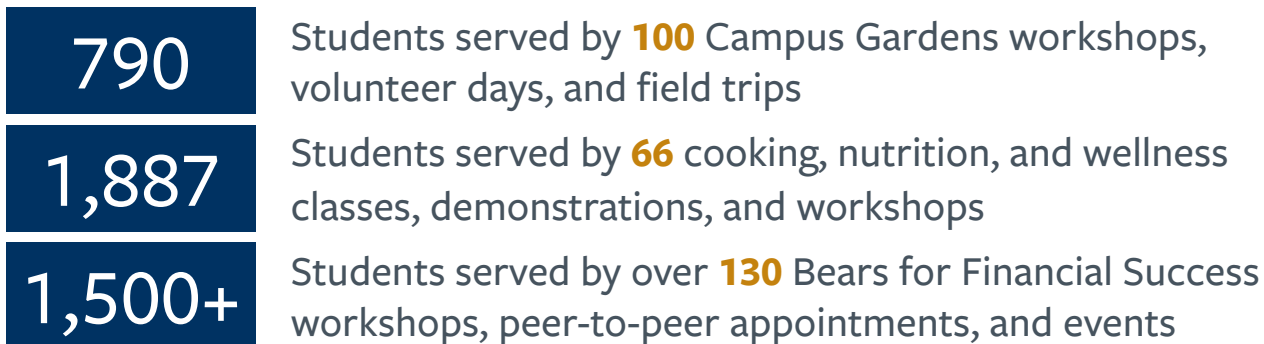 790
Students served by 100 Campus Gardens workshops,
volunteer days, and field trips
1,887
Students served by 66 cooking, nutrition, and wellness
classes, demonstrations, and workshops
1,500+
Students served by over 130 Bears for Financial Success
workshops, peer-to-peer appointments, and events